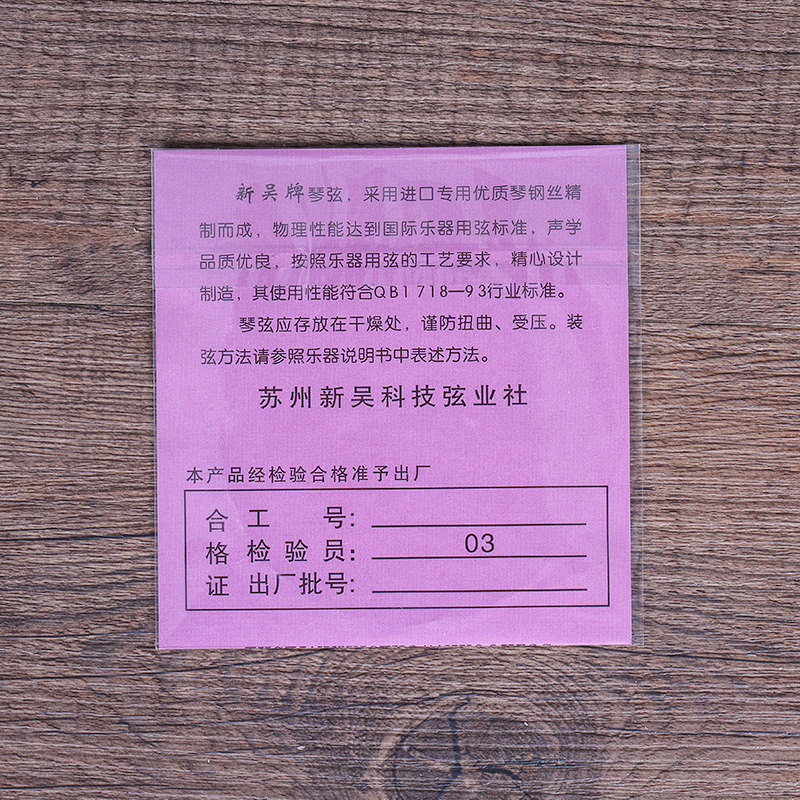 新吴牌琴弦，采用进口专用优质琴钢丝精
制而成，物理性能达到国际乐器用弦标准，声学
品质优良，按照乐器用弦的工艺要求，精心设计
制造，其使用性能符合QB1718—93行业标准。
琴弦应存放在干燥处，谨防扭曲、受压。装
弦方法请参照乐器说明书中表述方法。
苏州新吴科技弦业社
本产品经检验合格准予出厂
合 工 号:
格 检验员: 03
证 出厂批号: